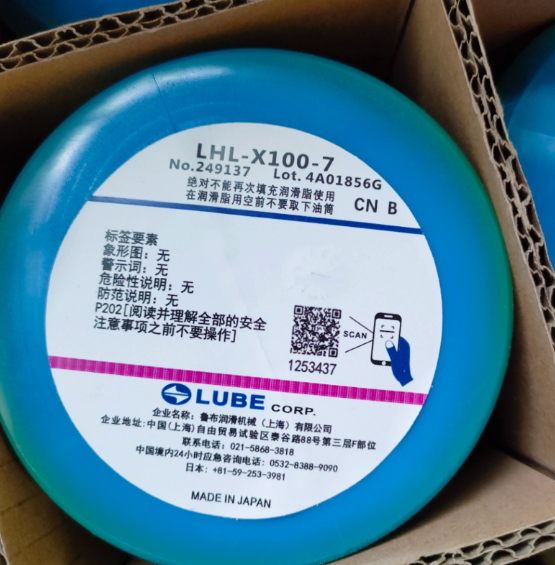 LHL-X100-7
No.249137 Lot. 4A01856G
绝对不能再次填充润滑脂使用
在润滑脂用空前不要取下油筒 CN B
标签要素
象形图：无
警示词：无
危险性说明：无
防范说明：无
P202[阅读并理解全部的安全
注意事项之前不要操作]
SCAN
1253437
LUBE CORP.
企业名称：鲁布润滑机械（上海）有限公司
企业地址：中国（上海）自由贸易试验区泰谷路88号第三层F部位
联系电话：021-5868-3818
中国境内24小时应急咨询电话：0532-8388-9090
日本：+81-59-253-3981
MADE IN JAPAN